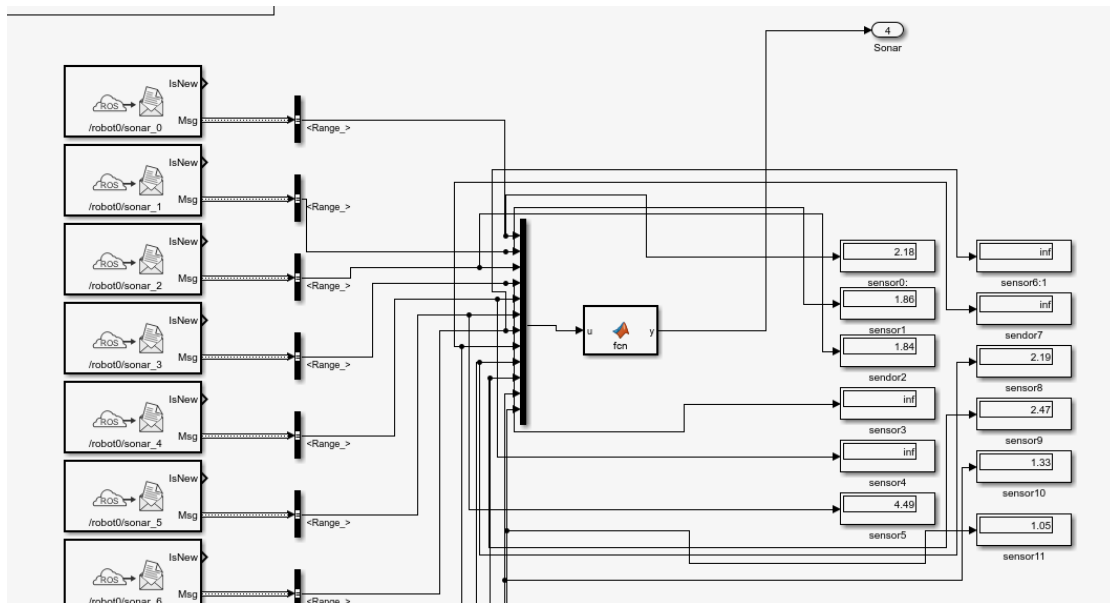 4
Sonar
IsNew
ROS
Msg
/robot0/sonar_0
<Range_>
IsNew
ROS
Msg
/robot0/sonar_1
<Range_>
IsNew
ROS
Msg
/robot0/sonar_2
<Range_>
IsNew
ROS
Msg
/robot0/sonar_3
<Range_>
IsNew
ROS
Msg
/robot0/sonar_4
<Range_>
IsNew
ROS
Msg
/robot0/sonar_5
<Range_>
IsNew
ROS
Msg
/robot0/sonar_6
<Range_>
u
y
fcn
2.18
sensor0:
1.86
sensor1
1.84
sendor2
inf
sensor3
inf
sensor4
4.49
sensor5
inf
sensor6:1
inf
sendor7
2.19
sensor8
2.47
sensor9
1.33
sensor10
1.05
sensor11